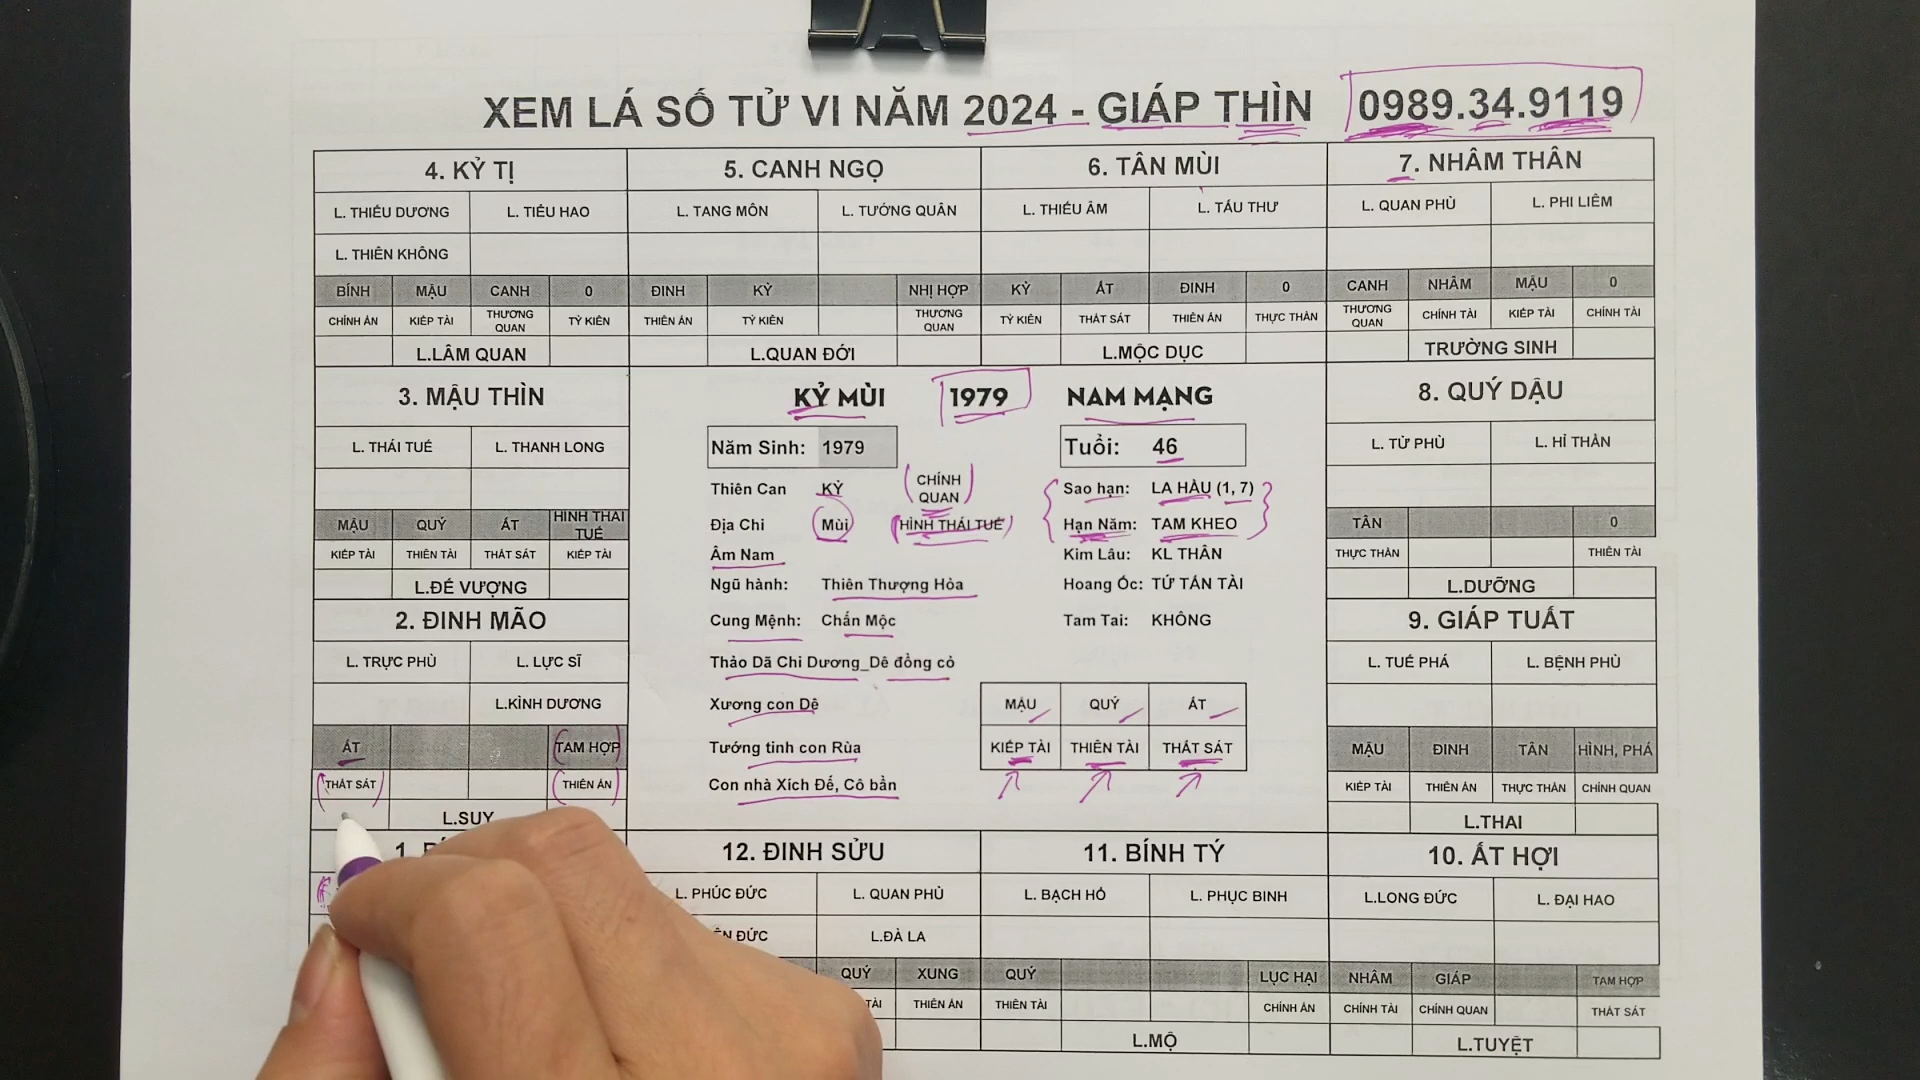 XEM LÁ SỐ TỬ VI NĂM 2024 - GIÁP THÌN 0989.34.9119
4. KỶ TỊ
L. THIẾU DƯƠNG L. TIỂU HAO
L. THIÊN KHÔNG
BÍNH MẬU CANH 0
CHÍNH ẤN KIẾP TÀI THƯƠNG QUAN TỶ KIÊN
L.LÂM QUAN
5. CANH NGỌ
L. TANG MÔN L. TƯỚNG QUÂN
ĐINH KỶ NHỊ HỢP
THIÊN ẤN TỶ KIÊN THƯƠNG QUAN
L.QUAN ĐỚI
6. TÂN MÙI
L. THIẾU ÂM L. TẤU THƯ
KỶ ẤT ĐINH 0
TỶ KIÊN THẤT SÁT THIÊN ẤN THỰC THẦN
L.MỘC DỤC
7. NHÂM THÂN
L. QUAN PHÙ L. PHI LIÊM
CANH NHÂM MẬU 0
THƯƠNG QUAN CHÍNH TÀI KIẾP TÀI CHÍNH TÀI
TRƯỜNG SINH
3. MẬU THÌN
L. THÁI TUẾ L. THANH LONG
MẬU QUÝ ẤT HÌNH THAI TUẾ
KIẾP TÀI THIÊN TÀI THẤT SÁT KIẾP TÀI
L.ĐẾ VƯỢNG
KỶ MÙI 1979 NAM MẠNG
Năm Sinh: 1979 Tuổi: 46
Thiên Can KỶ CHÍNH QUAN Sao hạn: LA HẦU (1, 7)
Địa Chi Mùi HÌNH THÁI TUẾ Hạn Năm: TAM KHEO
Âm Nam Kim Lâu: KL THÂN
Ngũ hành: Thiên Thượng Hỏa Hoang Ốc: TỨ TẤN TÀI
Cung Mệnh: Chấn Mộc Tam Tai: KHÔNG
Thảo Dã Chi Dương_Dê đồng cỏ
Xương con Dê MẬU QUÝ ẤT
Tướng tinh con Rùa KIẾP TÀI THIÊN TÀI THẤT SÁT
Con nhà Xích Đế, Cô bần
8. QUÝ DẬU
L. TỬ PHÙ L. HỈ THẦN
TÂN 0
THỰC THẦN THIÊN TÀI
L.DƯỠNG
2. ĐINH MÃO
L. TRỰC PHÙ L. LỰC SĨ
L.KÌNH DƯƠNG
ẤT TAM HỢP
THẤT SÁT THIÊN ẤN
L.SUY
9. GIÁP TUẤT
L. TUẾ PHÁ L. BỆNH PHÙ
MẬU ĐINH TÂN HÌNH, PHÁ
KIẾP TÀI THIÊN ẤN THỰC THẦN CHÍNH QUAN
L.THAI
1.
12. ĐINH SỬU
L. PHÚC ĐỨC L. QUAN PHỦ
ĐỨC L.ĐÀ LA
QUÝ XUNG
TÀI THIÊN ẤN
11. BÍNH TÝ
L. BẠCH HỔ L. PHỤC BINH
QUÝ LỤC HẠI
THIÊN TÀI CHÍNH ẤN
L.MỘ
10. ẤT HỢI
L.LONG ĐỨC L. ĐẠI HAO
NHÂM GIÁP TAM HỢP
CHÍNH TÀI CHÍNH QUAN THẤT SÁT
L.TUYỆT